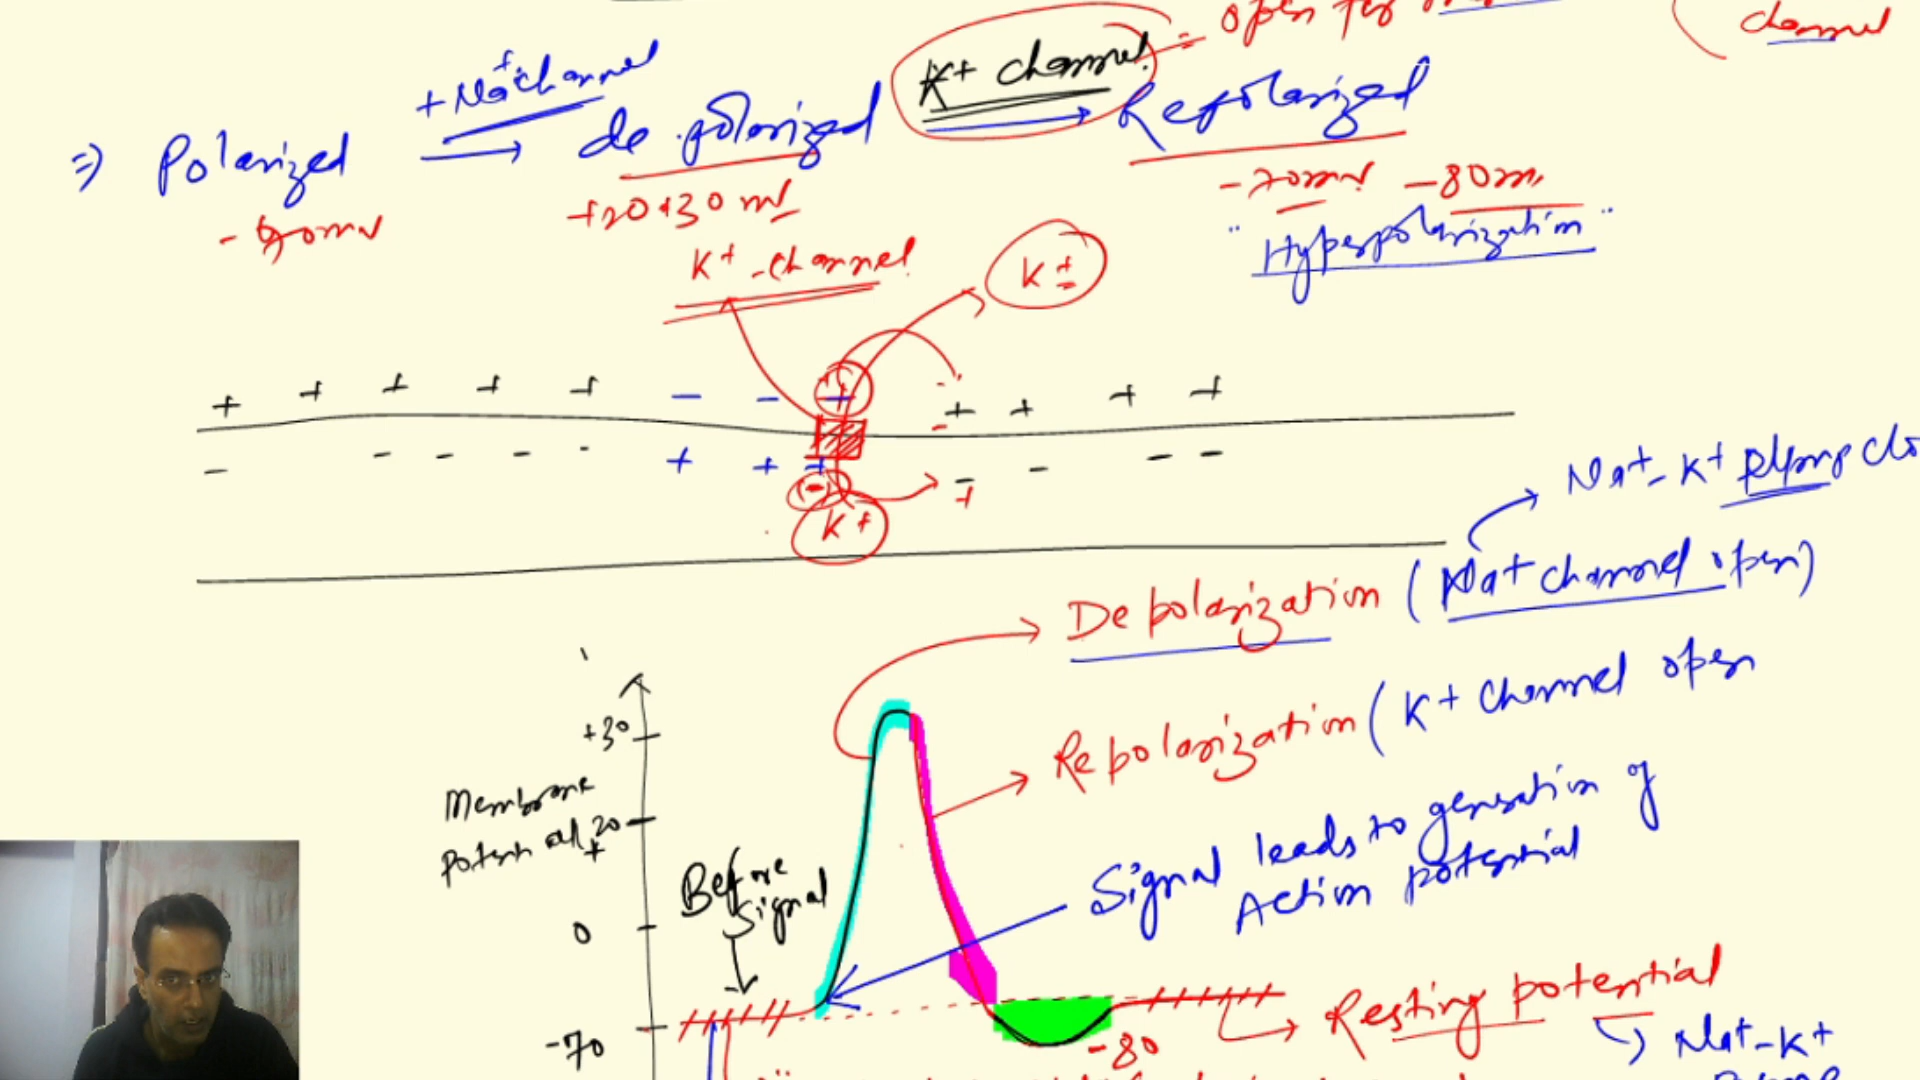 = open for
channel
+ Na+ channel
K+ channel
⇒ Polarized → de polarized → Repolarized
-70mv
+20+30 mv
-70mv -80m
"Hyperpolarization"
K+ - channel
K+
+ + + + + - - + + + + +
- - - - - + + + - - - -
(-)
+
K+
Na+ - K+
Depolarization (Na+ channel open)
+30
Repolarization (K+ channel open
Membrane
potential
20
+
Before
Signal
Signal leads to generation of
Action potential
0
Resting potential
-70
-80
Na+-K+